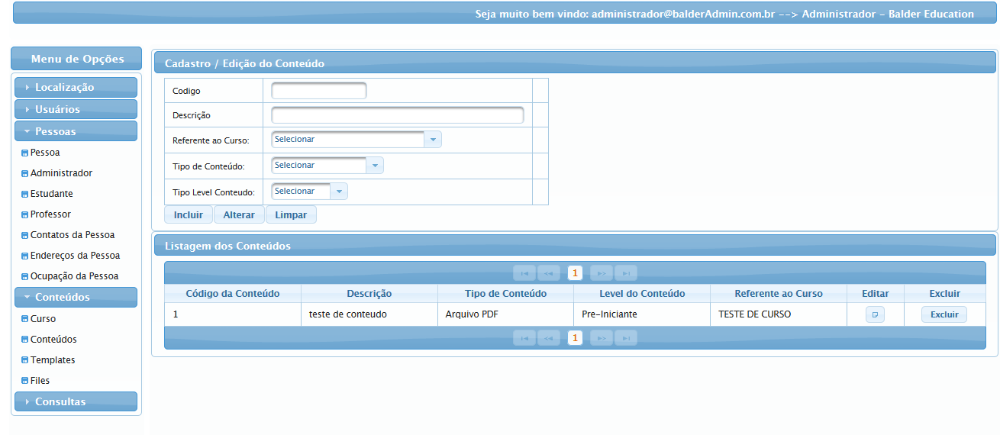 Seja muito bem vindo: administrador@balderAdmin.com.br --> Administrador - Balder Education
Menu de Opções
Localização
Usuários
Pessoas
Pessoa
Administrador
Estudante
Professor
Contatos da Pessoa
Endereços da Pessoa
Ocupação da Pessoa
Conteúdos
Curso
Conteúdos
Templates
Files
Consultas
Cadastro / Edição do Conteúdo
Codigo
Descrição
Referente ao Curso: Selecionar
Tipo de Conteúdo: Selecionar
Tipo Level Conteudo: Selecionar
Incluir Alterar Limpar
Listagem dos Conteúdos
1
Código da Conteúdo Descrição Tipo de Conteúdo Level do Conteúdo Referente ao Curso Editar Excluir
1 teste de conteudo Arquivo PDF Pre-Iniciante TESTE DE CURSO Excluir
1